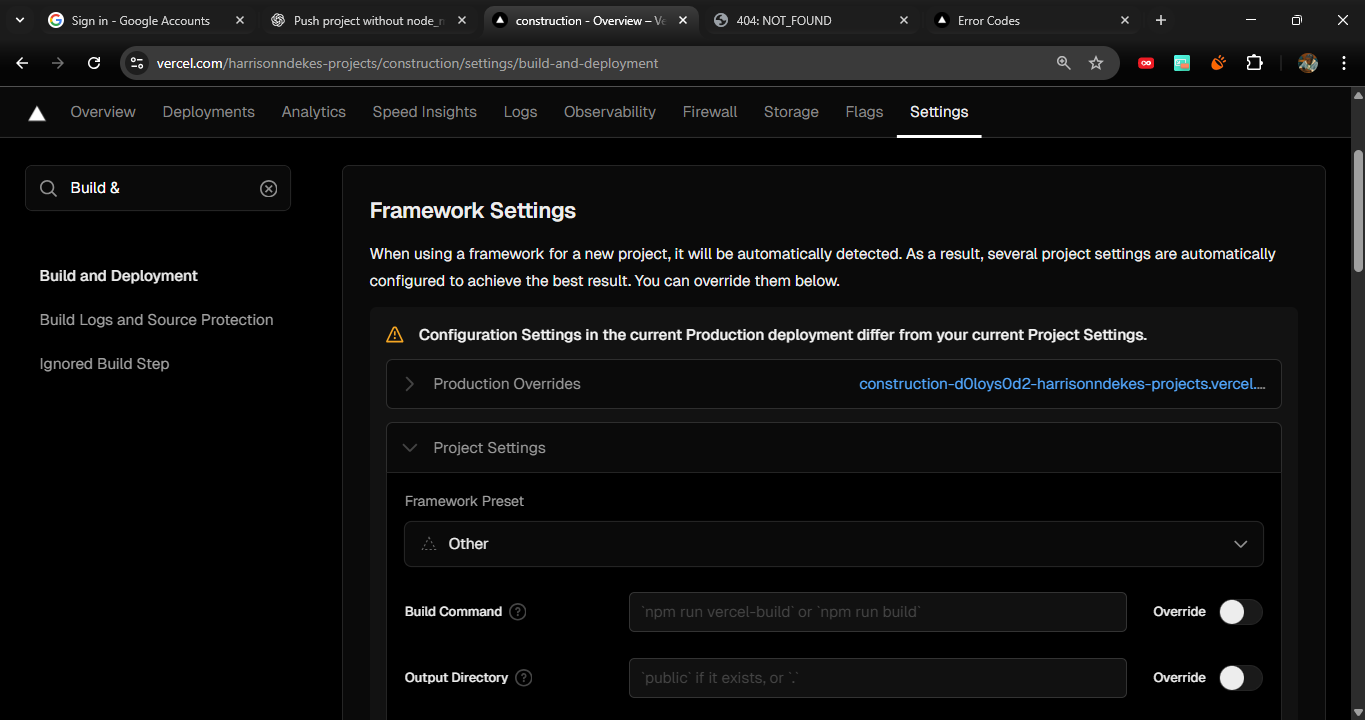 Sign in - Google Accounts
Push project without node_n
construction - Overview – Ve
404: NOT_FOUND
Error Codes
vercel.com/harrisonndekes-projects/construction/settings/build-and-deployment
Overview Deployments Analytics Speed Insights Logs Observability Firewall Storage Flags Settings
Build &
Build and Deployment
Build Logs and Source Protection
Ignored Build Step
Framework Settings
When using a framework for a new project, it will be automatically detected. As a result, several project settings are automatically
configured to achieve the best result. You can override them below.
Configuration Settings in the current Production deployment differ from your current Project Settings.
Production Overrides construction-d0loys0d2-harrisonndekes-projects.vercel....
Project Settings
Framework Preset
Other
Build Command ? `npm run vercel-build` or `npm run build` Override
Output Directory ? `public` if it exists, or `.` Override